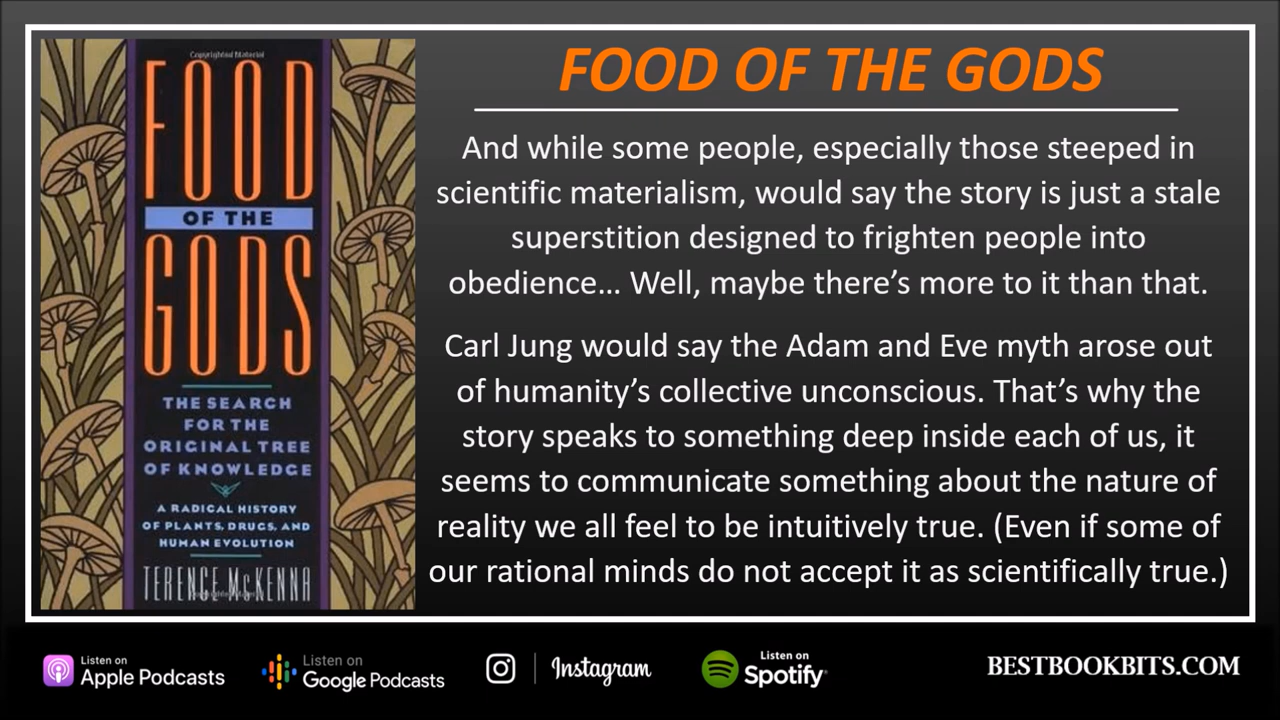 Copyrighted Material
FOOD
OF THE
GODS
THE SEARCH
FOR THE
ORIGINAL TREE
OF KNOWLEDGE
A RADICAL HISTORY
OF PLANTS, DRUGS, AND
HUMAN EVOLUTION
TERENCE McKENNA
FOOD OF THE GODS
And while some people, especially those steeped in
scientific materialism, would say the story is just a stale
superstition designed to frighten people into
obedience… Well, maybe there’s more to it than that.
Carl Jung would say the Adam and Eve myth arose out
of humanity’s collective unconscious. That’s why the
story speaks to something deep inside each of us, it
seems to communicate something about the nature of
reality we all feel to be intuitively true. (Even if some of
our rational minds do not accept it as scientifically true.)
Listen on
Apple Podcasts
Listen on
Google Podcasts
Instagram
Listen on
Spotify
BESTBOOKBITS.COM